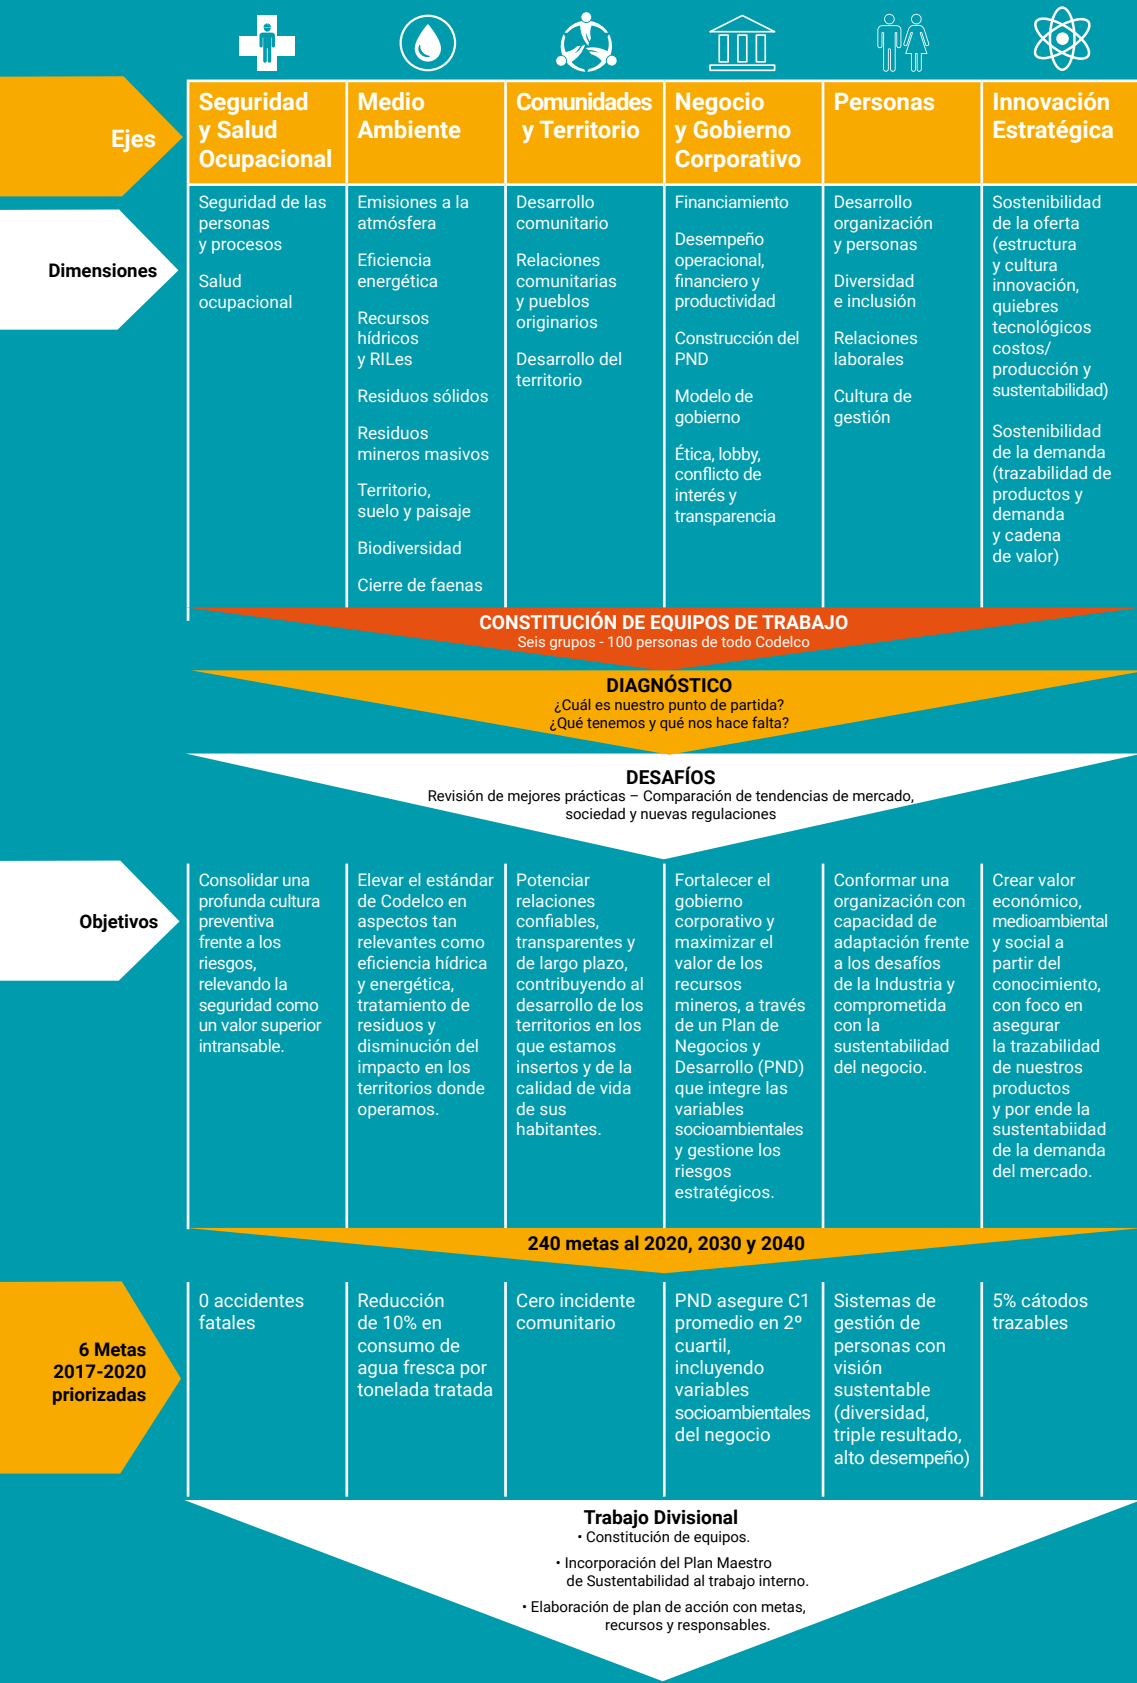 Ejes
Seguridad
y Salud
Ocupacional
Medio
Ambiente
Comunidades
y Territorio
Negocio
y Gobierno
Corporativo
Personas
Innovación
Estratégica
Dimensiones
Seguridad de las
personas
y procesos
Salud
ocupacional
Emisiones a la
atmósfera
Eficiencia
energética
Recursos
hídricos
y RILes
Residuos sólidos
Residuos
mineros masivos
Territorio,
suelo y paisaje
Biodiversidad
Cierre de faenas
Desarrollo
comunitario
Relaciones
comunitarias
y pueblos
originarios
Desarrollo del
territorio
Financiamiento
Desempeño
operacional,
financiero y
productividad
Construcción del
PND
Modelo de
gobierno
Ética, lobby,
conflicto de
interés y
transparencia
Desarrollo
organización
y personas
Diversidad
e inclusión
Relaciones
laborales
Cultura de
gestión
Sostenibilidad
de la oferta
(estructura
y cultura
innovación,
quiebres
tecnológicos
costos/
producción y
sustentabilidad)
Sostenibilidad
de la demanda
(trazabilidad de
productos y
demanda
y cadena
de valor)
CONSTITUCIÓN DE EQUIPOS DE TRABAJO
Seis grupos - 100 personas de todo Codelco
DIAGNÓSTICO
¿Cuál es nuestro punto de partida?
¿Qué tenemos y qué nos hace falta?
DESAFÍOS
Revisión de mejores prácticas – Comparación de tendencias de mercado,
sociedad y nuevas regulaciones
Objetivos
Consolidar una
profunda cultura
preventiva
frente a los
riesgos,
relevando la
seguridad como
un valor superior
intransable.
Elevar el estándar
de Codelco en
aspectos tan
relevantes como
eficiencia hídrica
y energética,
tratamiento de
residuos y
disminución del
impacto en los
territorios donde
operamos.
Potenciar
relaciones
confiables,
transparentes y
de largo plazo,
contribuyendo al
desarrollo de los
territorios en los
que estamos
insertos y de la
calidad de vida
de sus
habitantes.
Fortalecer el
gobierno
corporativo y
maximizar el
valor de los
recursos
mineros, a través
de un Plan de
Negocios y
Desarrollo (PND)
que integre las
variables
socioambientales
y gestione los
riesgos
estratégicos.
Conformar una
organización con
capacidad de
adaptación frente
a los desafíos
de la Industria y
comprometida
con la
sustentabilidad
del negocio.
Crear valor
económico,
medioambiental
y social a
partir del
conocimiento,
con foco en
asegurar
la trazabilidad
de nuestros
productos
y por ende la
sustentabiidad
de la demanda
del mercado.
240 metas al 2020, 2030 y 2040
6 Metas
2017-2020
priorizadas
0 accidentes
fatales
Reducción
de 10% en
consumo de
agua fresca por
tonelada tratada
Cero incidente
comunitario
PND asegure C1
promedio en 2º
cuartil,
incluyendo
variables
socioambientales
del negocio
Sistemas de
gestión de
personas con
visión
sustentable
(diversidad,
triple resultado,
alto desempeño)
5% cátodos
trazables
Trabajo Divisional
• Constitución de equipos.
• Incorporación del Plan Maestro
de Sustentabilidad al trabajo interno.
• Elaboración de plan de acción con metas,
recursos y responsables.